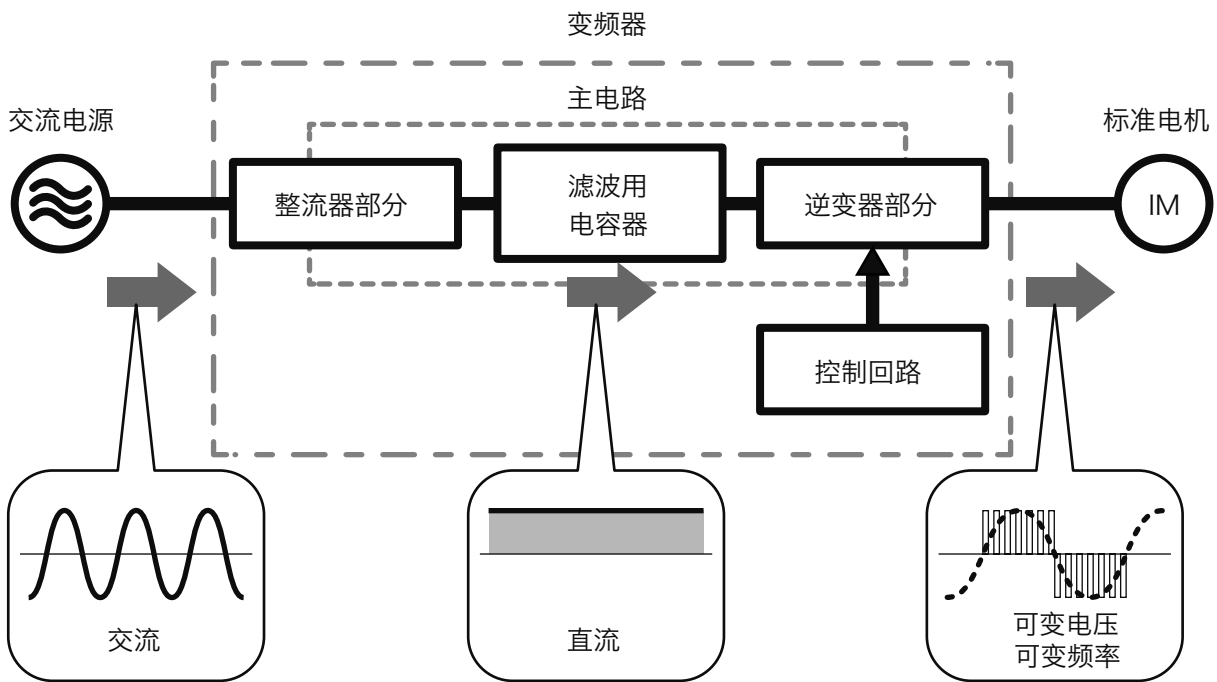 变频器
主电路
交流电源
标准电机
整流器部分
滤波用
电容器
逆变器部分
IM
控制回路
交流
直流
可变电压
可变频率